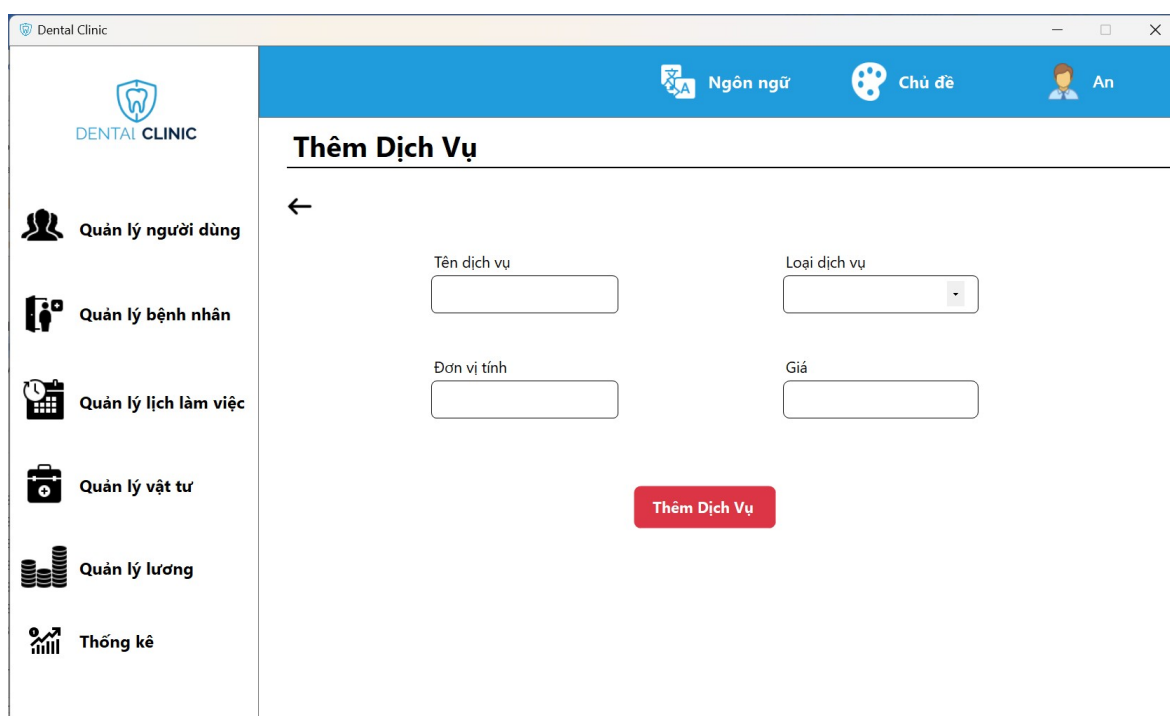 Dental Clinic
DENTAL CLINIC
Ngôn ngữ
Chủ đề
An
Thêm Dịch Vụ
Quản lý người dùng
Quản lý bệnh nhân
Quản lý lịch làm việc
Quản lý vật tư
Quản lý lương
Thống kê
Tên dịch vụ
Loại dịch vụ
Đơn vị tính
Giá
Thêm Dịch Vụ